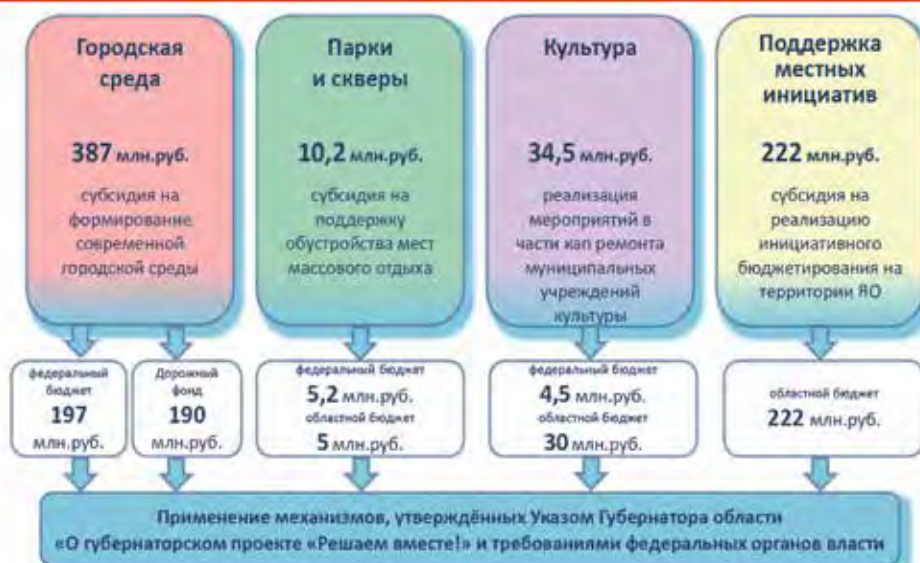 Городская
среда
387 млн.руб.
субсидия на
формирование
современной
городской среды
Парки
и скверы
10,2 млн.руб.
субсидия на
поддержку
обустройства мест
массового отдыха
Культура
34,5 млн.руб.
реализация
мероприятий в
части кап ремонта
муниципальных
учреждений
культуры
Поддержка
местных
инициатив
222 млн.руб.
субсидия на
реализацию
инициативного
бюджетирования на
территории ЯО
федеральный
бюджет
197
млн.руб.
Дорожный
фонд
190
млн.руб.
федеральный бюджет
5,2 млн.руб.
областной бюджет
5 млн.руб.
федеральный бюджет
4,5 млн.руб.
областной бюджет
30 млн.руб.
областной бюджет
222 млн.руб.
Применение механизмов, утверждённых Указом Губернатора области
«О губернаторском проекте «Решаем вместе!» и требованиями федеральных органов власти